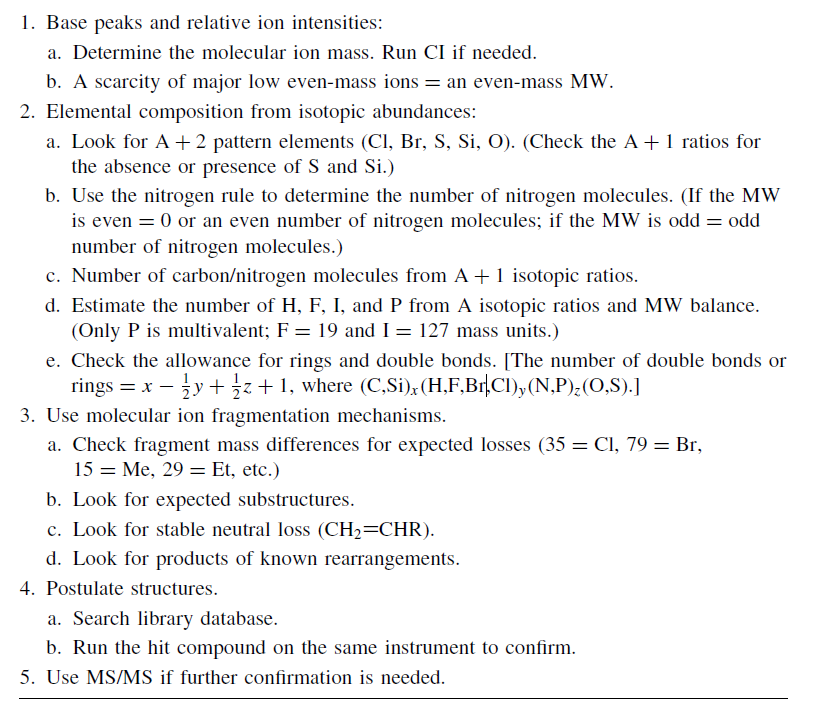 1. Base peaks and relative ion intensities:
a. Determine the molecular ion mass. Run CI if needed.
b. A scarcity of major low even-mass ions = an even-mass MW.
2. Elemental composition from isotopic abundances:
a. Look for A + 2 pattern elements (Cl, Br, S, Si, O). (Check the A + 1 ratios for
the absence or presence of S and Si.)
b. Use the nitrogen rule to determine the number of nitrogen molecules. (If the MW
is even = 0 or an even number of nitrogen molecules; if the MW is odd = odd
number of nitrogen molecules.)
c. Number of carbon/nitrogen molecules from A + 1 isotopic ratios.
d. Estimate the number of H, F, I, and P from A isotopic ratios and MW balance.
(Only P is multivalent; F = 19 and I = 127 mass units.)
e. Check the allowance for rings and double bonds. [The number of double bonds or
rings = x − ½y + ½z + 1, where (C,Si)ₓ(H,F,Br,Cl)y(N,P)z(O,S).]
3. Use molecular ion fragmentation mechanisms.
a. Check fragment mass differences for expected losses (35 = Cl, 79 = Br,
15 = Me, 29 = Et, etc.)
b. Look for expected substructures.
c. Look for stable neutral loss (CH₂=CHR).
d. Look for products of known rearrangements.
4. Postulate structures.
a. Search library database.
b. Run the hit compound on the same instrument to confirm.
5. Use MS/MS if further confirmation is needed.